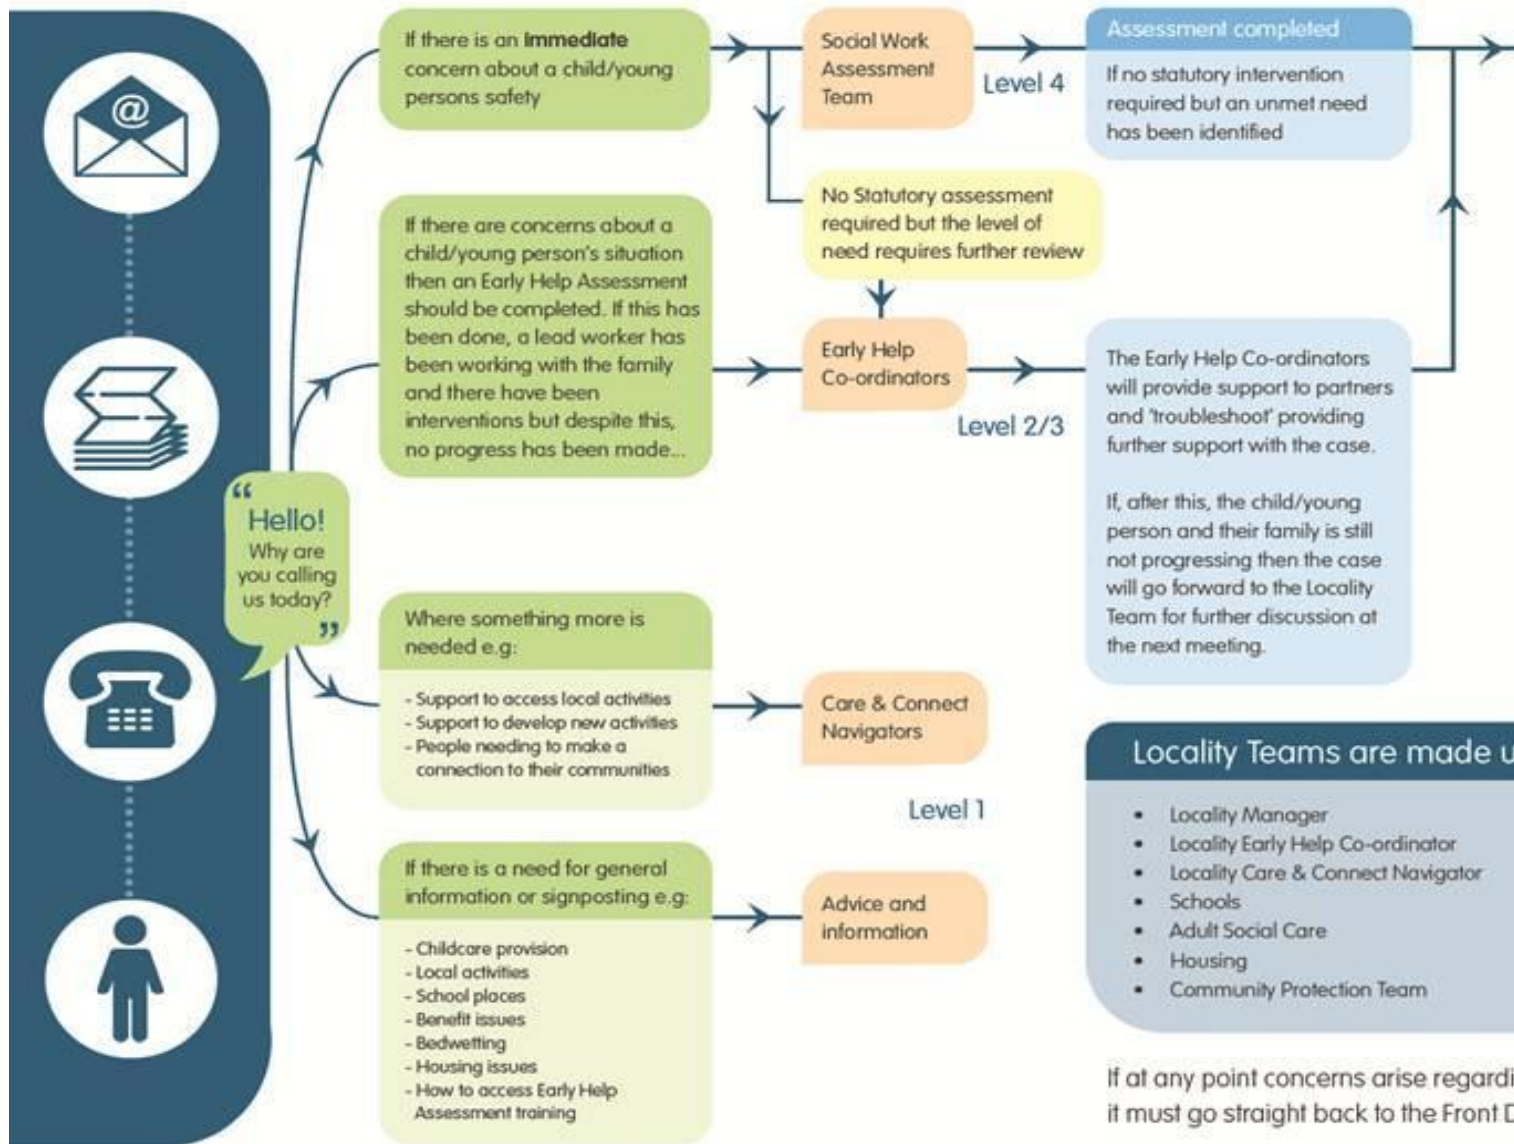 @
If there is an immediate
concern about a child/young
persons safety
Social Work
Assessment
Team
Level 4
Assessment completed
If no statutory intervention
required but an unmet need
has been identified
No Statutory assessment
required but the level of
need requires further review
If there are concerns about a
child/young person's situation
then an Early Help Assessment
should be completed. If this has
been done, a lead worker has
been working with the family
and there have been
interventions but despite this,
no progress has been made...
Early Help
Co-ordinators
Level 2/3
The Early Help Co-ordinators
will provide support to partners
and 'troubleshoot' providing
further support with the case.
If, after this, the child/young
person and their family is still
not progressing then the case
will go forward to the Locality
Team for further discussion at
the next meeting.
“
Hello!
Why are
you calling
us today?
”
Where something more is
needed e.g:
- Support to access local activities
- Support to develop new activities
- People needing to make a
connection to their communities
Care & Connect
Navigators
Level 1
If there is a need for general
information or signposting e.g:
- Childcare provision
- Local activities
- School places
- Benefit issues
- Bedwetting
- Housing issues
- How to access Early Help
Assessment training
Advice and
information
Locality Teams are made u
• Locality Manager
• Locality Early Help Co-ordinator
• Locality Care & Connect Navigator
• Schools
• Adult Social Care
• Housing
• Community Protection Team
If at any point concerns arise regardi
it must go straight back to the Front D